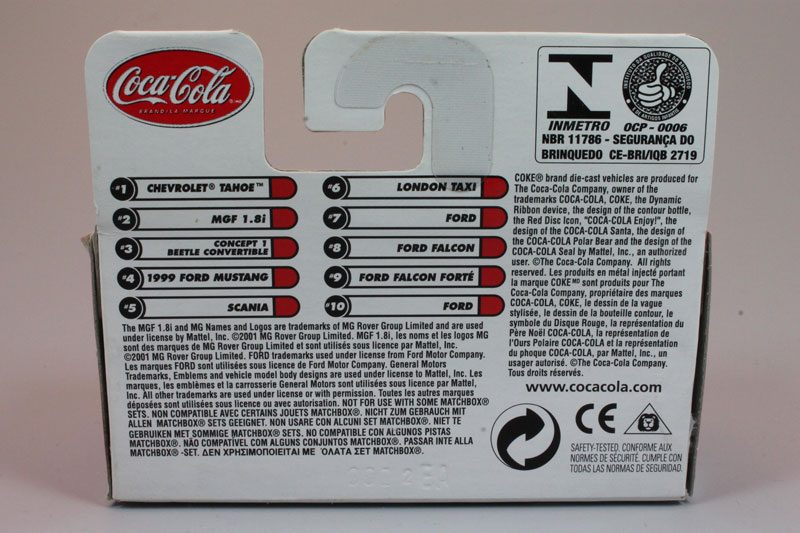 Coca-Cola
BRAND/LA MARQUE
INMETRO OCP - 0006
NBR 11786 - SEGURANÇA DO
BRINQUEDO CE-BRI/IQB 2719
#1 CHEVROLET® TAHOE™
#2 MGF 1.8i
#3 CONCEPT 1
BEETLE CONVERTIBLE
#4 1999 FORD MUSTANG
#5 SCANIA
#6 LONDON TAXI
#7 FORD
#8 FORD FALCON
#9 FORD FALCON FORTÉ
#10 FORD
The MGF 1.8i and MG Names and Logos are trademarks of MG Rover Group Limited and are used
under license by Mattel, Inc. ©2001 MG Rover Group Limited. MGF 1.8i, les noms et les logos MG
sont des marques de MG Rover Group Limited et sont utilisés sous licence par Mattel, Inc.
©2001 MG Rover Group Limited. FORD trademarks used under license from Ford Motor Company.
Les marques FORD sont utilisées sous licence de Ford Motor Company. General Motors
Trademarks, Emblems and vehicle model body designs are used under license to Mattel, Inc. Les
marques, les emblèmes et la carrosserie General Motors sont utilisés sous licence par Mattel,
Inc. All other trademarks are used under license or with permission. Toutes les autres marques
déposées sont utilisées sous licence ou avec autorisation. NOT FOR USE WITH SOME MATCHBOX®
SETS. NON COMPATIBLE AVEC CERTAINS JOUETS MATCHBOX®. NICHT ZUM GEBRAUCH MIT
ALLEN MATCHBOX® SETS GEEIGNET. NON USARE CON ALCUNI SET MATCHBOX®. NIET TE
GEBRUIKEN MET SOMMIGE MATCHBOX® SETS. NO COMPATIBLE CON ALGUNOS PISTAS
MATCHBOX®. NÃO COMPATÍVEL COM ALGUNS CONJUNTOS MATCHBOX®. PASSAR INTE ALLA
MATCHBOX® -SET. ΔΕΝ ΧΡΗΣΙΜΟΠΟΙΕΙΤΑΙ ΜΕ ΌΛΑΤΑ ΣΕΤ MATCHBOX®.
COKE® brand die-cast vehicles are produced for
The Coca-Cola Company, owner of the
trademarks COCA-COLA, COKE, the Dynamic
Ribbon device, the design of the contour bottle,
the Red Disc Icon, "COCA-COLA Enjoy!", the
design of the COCA-COLA Santa, the design of
the COCA-COLA Polar Bear and the design of the
COCA-COLA Seal by Mattel, Inc., an authorized
user. ©The Coca-Cola Company. All rights
reserved. Les produits en métal injecté portant
la marque COKE MD sont produits pour The
Coca-Cola Company, propriétaire des marques
COCA-COLA, COKE, le dessin de la vague
stylisée, le dessin de la bouteille contour, le
symbole du Disque Rouge, la représentation du
Père Noël COCA-COLA, la représentation de
l'Ours Polaire COCA-COLA et la représentation
du phoque COCA-COLA, par Mattel, Inc., un
usager autorisé. ©The Coca-Cola Company.
Tous droits réservés.
www.cocacola.com
CE
SAFETY-TESTED. CONFORME AUX
NORMES DE SÉCURITÉ. CUMPLE CON
TODAS LAS NORMAS DE SEGURIDAD.